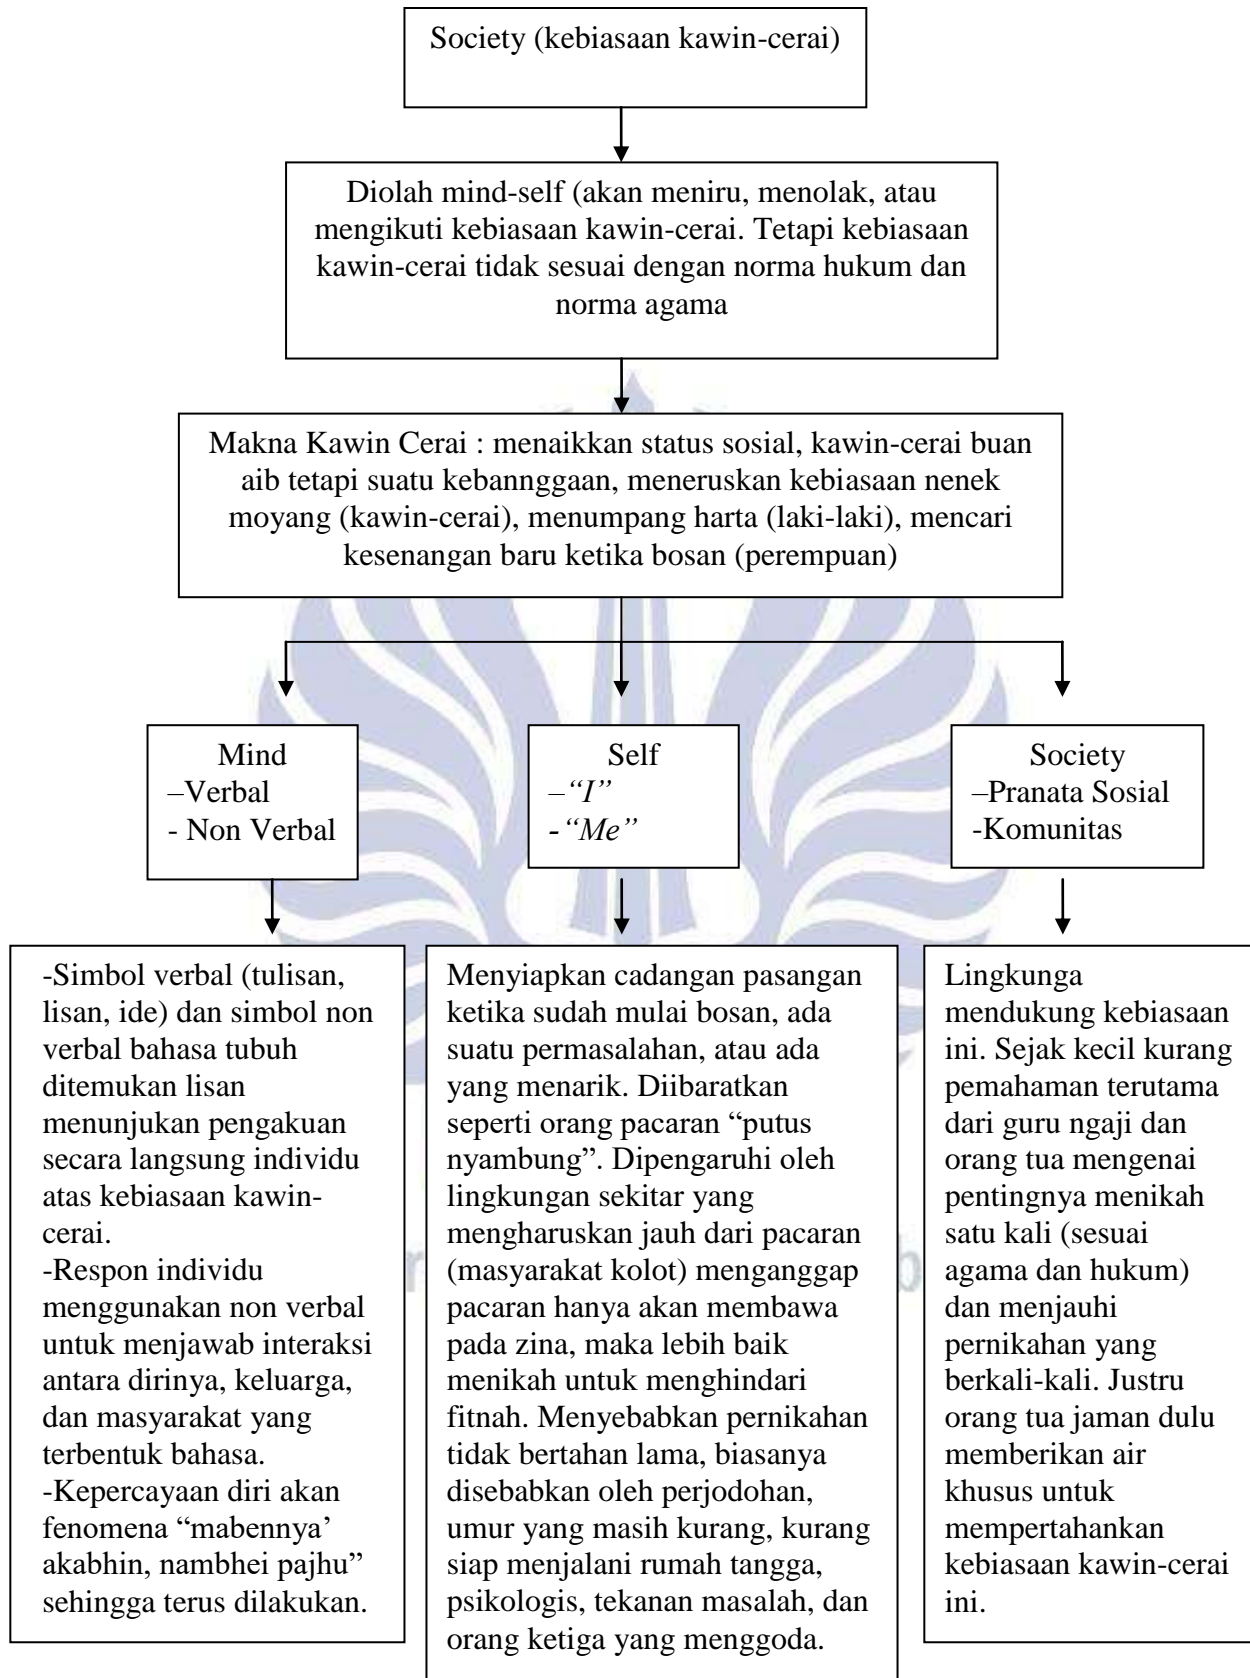 Society (kebiasaan kawin-cerai)
Diolah mind-self (akan meniru, menolak, atau
mengikuti kebiasaan kawin-cerai. Tetapi kebiasaan
kawin-cerai tidak sesuai dengan norma hukum dan
norma agama
Makna Kawin Cerai : menaikkan status sosial, kawin-cerai buan
aib tetapi suatu kebannggaan, meneruskan kebiasaan nenek
moyang (kawin-cerai), menumpang harta (laki-laki), mencari
kesenangan baru ketika bosan (perempuan)
Mind
–Verbal
- Non Verbal
Self
–“I”
-“Me”
Society
–Pranata Sosial
-Komunitas
-Simbol verbal (tulisan,
lisan, ide) dan simbol non
verbal bahasa tubuh
ditemukan lisan
menunjukan pengakuan
secara langsung individu
atas kebiasaan kawin-
cerai.
-Respon individu
menggunakan non verbal
untuk menjawab interaksi
antara dirinya, keluarga,
dan masyarakat yang
terbentuk bahasa.
-Kepercayaan diri akan
fenomena “mabennya’
akabhin, nambhei pajhu”
sehingga terus dilakukan.
Menyiapkan cadangan pasangan
ketika sudah mulai bosan, ada
suatu permasalahan, atau ada
yang menarik. Diibaratkan
seperti orang pacaran “putus
nyambung”. Dipengaruhi oleh
lingkungan sekitar yang
mengharuskan jauh dari pacaran
(masyarakat kolot) menganggap
pacaran hanya akan membawa
pada zina, maka lebih baik
menikah untuk menghindari
fitnah. Menyebabkan pernikahan
tidak bertahan lama, biasanya
disebabkan oleh perjodohan,
umur yang masih kurang, kurang
siap menjalani rumah tangga,
psikologis, tekanan masalah, dan
orang ketiga yang menggoda.
Lingkunga
mendukung kebiasaan
ini. Sejak kecil kurang
pemahaman terutama
dari guru ngaji dan
orang tua mengenai
pentingnya menikah
satu kali (sesuai
agama dan hukum)
dan menjauhi
pernikahan yang
berkali-kali. Justru
orang tua jaman dulu
memberikan air
khusus untuk
mempertahankan
kebiasaan kawin-cerai
ini.